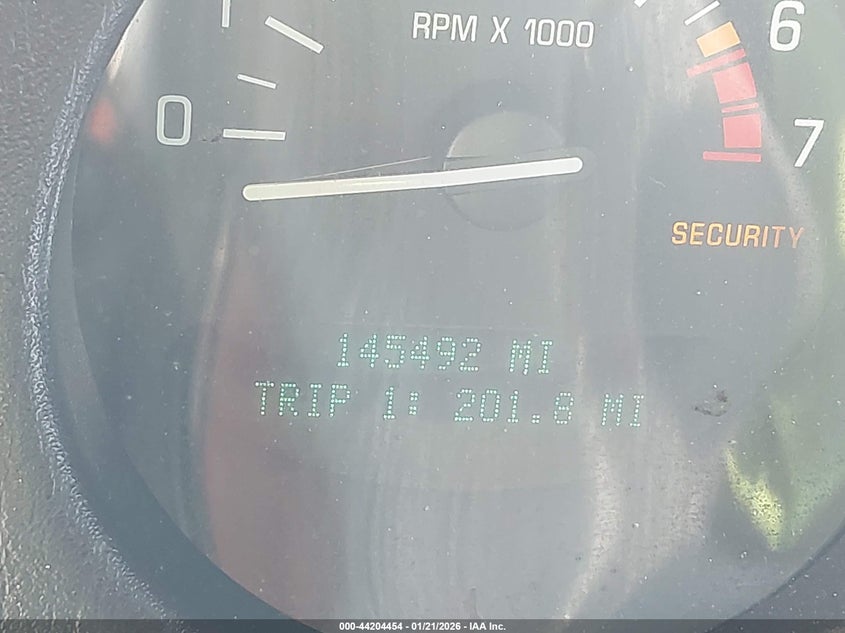 1
RPM X 1000
6
0
7
SECURITY
145492 MI
TRIP 1: 201.8 MI
000-44204454 - 01/21/2026 - IAA Inc.